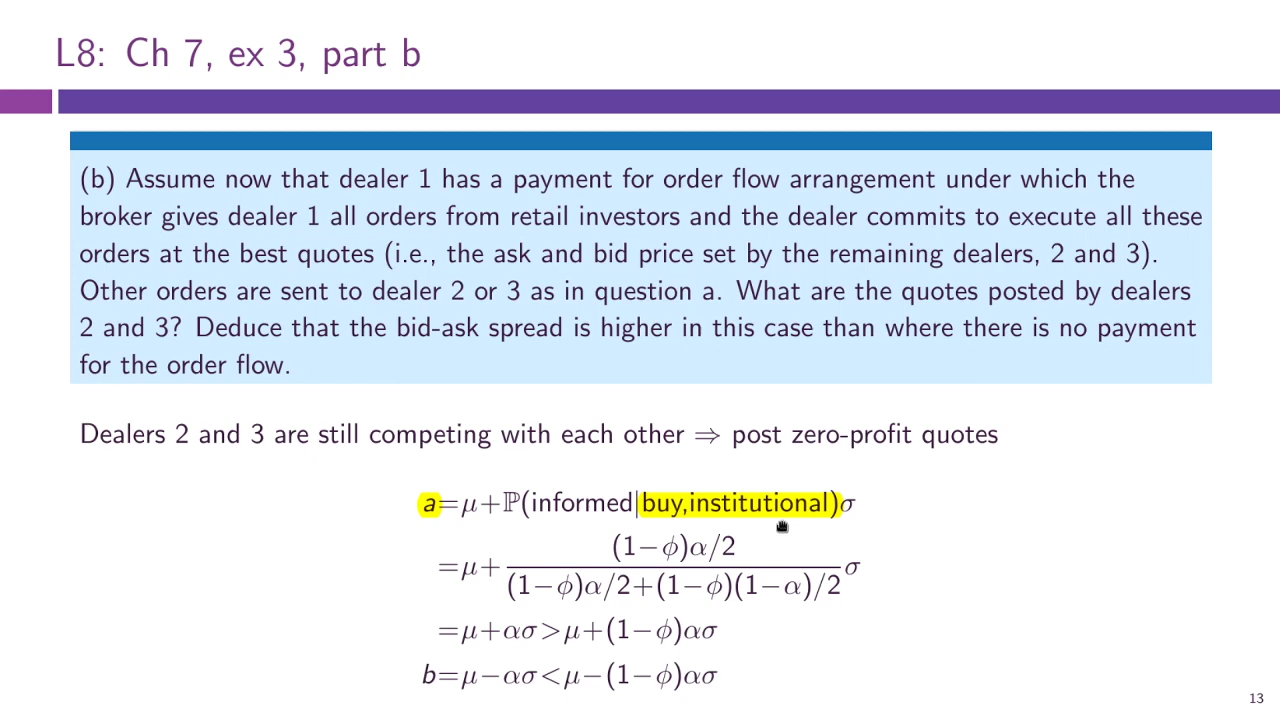 L8: Ch 7, ex 3, part b
(b) Assume now that dealer 1 has a payment for order flow arrangement under which the
broker gives dealer 1 all orders from retail investors and the dealer commits to execute all these
orders at the best quotes (i.e., the ask and bid price set by the remaining dealers, 2 and 3).
Other orders are sent to dealer 2 or 3 as in question a. What are the quotes posted by dealers
2 and 3? Deduce that the bid-ask spread is higher in this case than where there is no payment
for the order flow.
Dealers 2 and 3 are still competing with each other ⇒ post zero-profit quotes
a=μ+ℙ(informed|buy,institutional)σ
(1−ϕ)α/2
=μ+ σ
(1−ϕ)α/2+(1−ϕ)(1−α)/2
=μ+ασ>μ+(1−ϕ)ασ
b=μ−ασ<μ−(1−ϕ)ασ
13